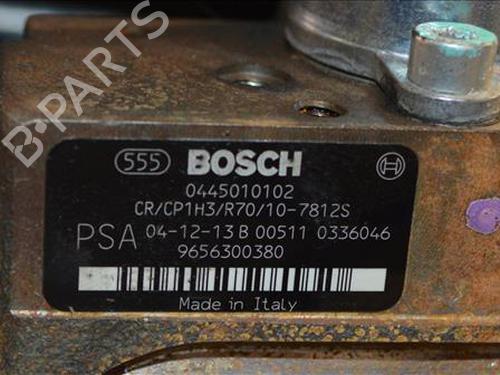 B-PARTS
555 BOSCH
0445010102
CR/CP1H3/R70/10-7812S
PSA 04-12-13 B 00511 0336046
9656300380
Made in Italy